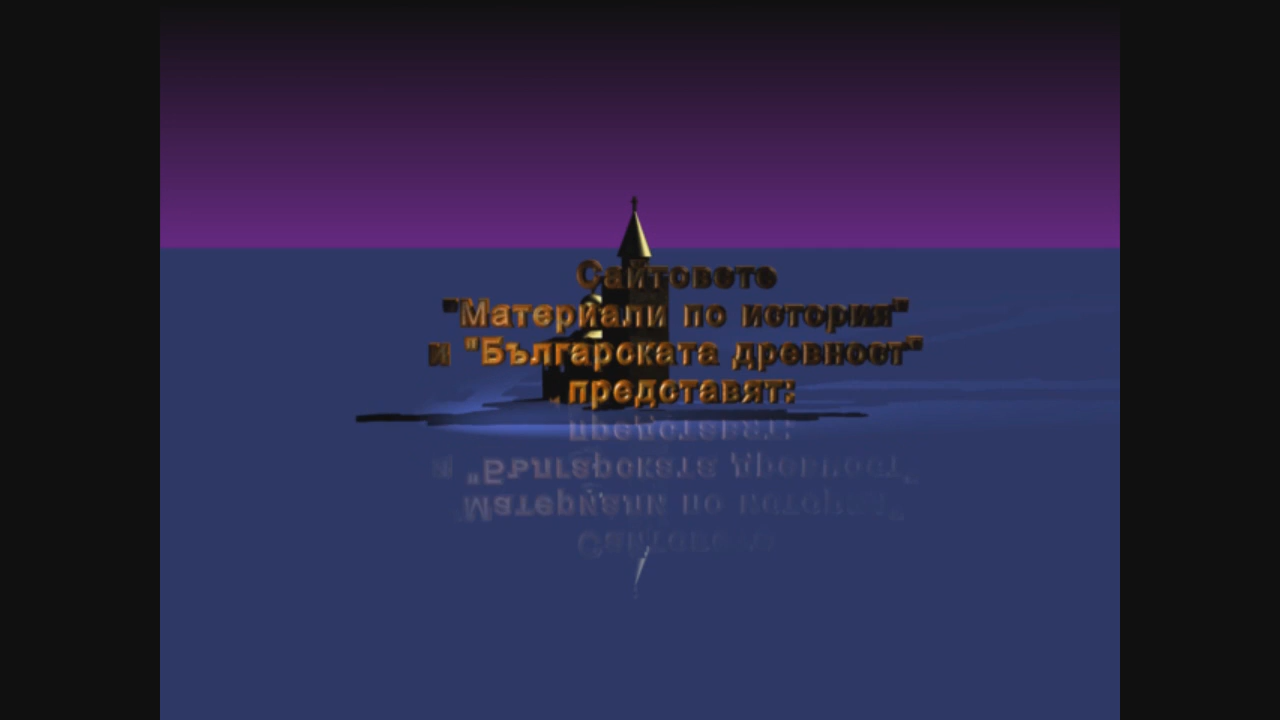 Сайтовете
"Материали по история"
и "Българската древност"
представят: